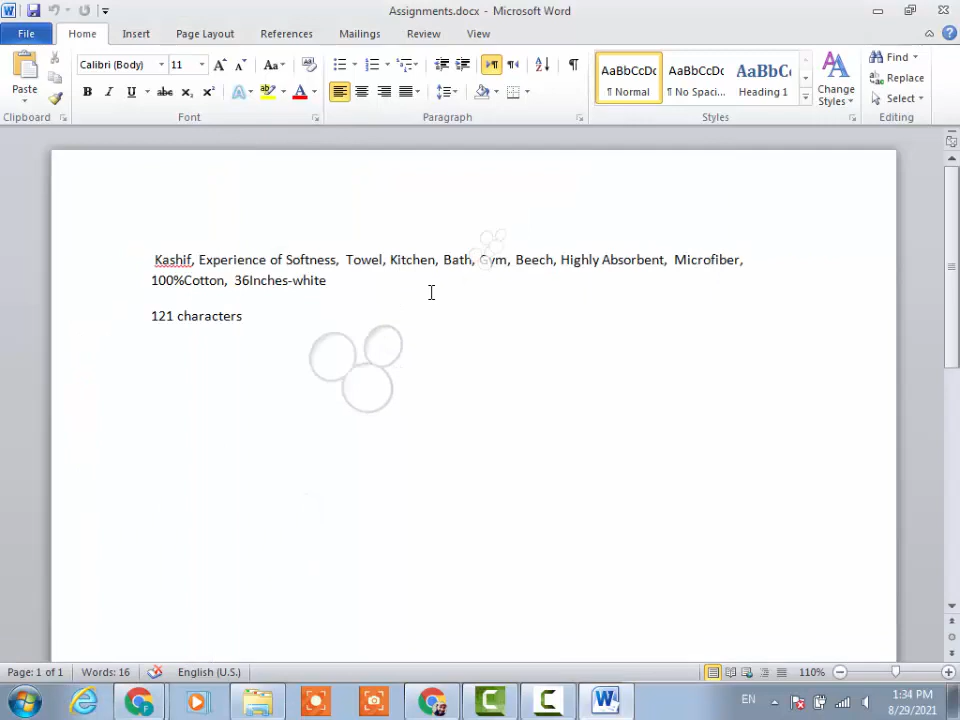 Assignments.docx - Microsoft Word
File Home Insert Page Layout References Mailings Review View
Calibri (Body) 11 Aa
AaBbCcDc AaBbCcDc AaBbC
Paste
¶ Normal ¶ No Spaci... Heading 1
Change Styles
Find
Replace
Select
Clipboard Font Paragraph Styles Editing
Kashif, Experience of Softness, Towel, Kitchen, Bath, Gym, Beech, Highly Absorbent, Microfiber,
100%Cotton, 36Inches-white
121 characters
Page: 1 of 1 Words: 16 English (U.S.) 110%
EN 1:34 PM
8/29/2021